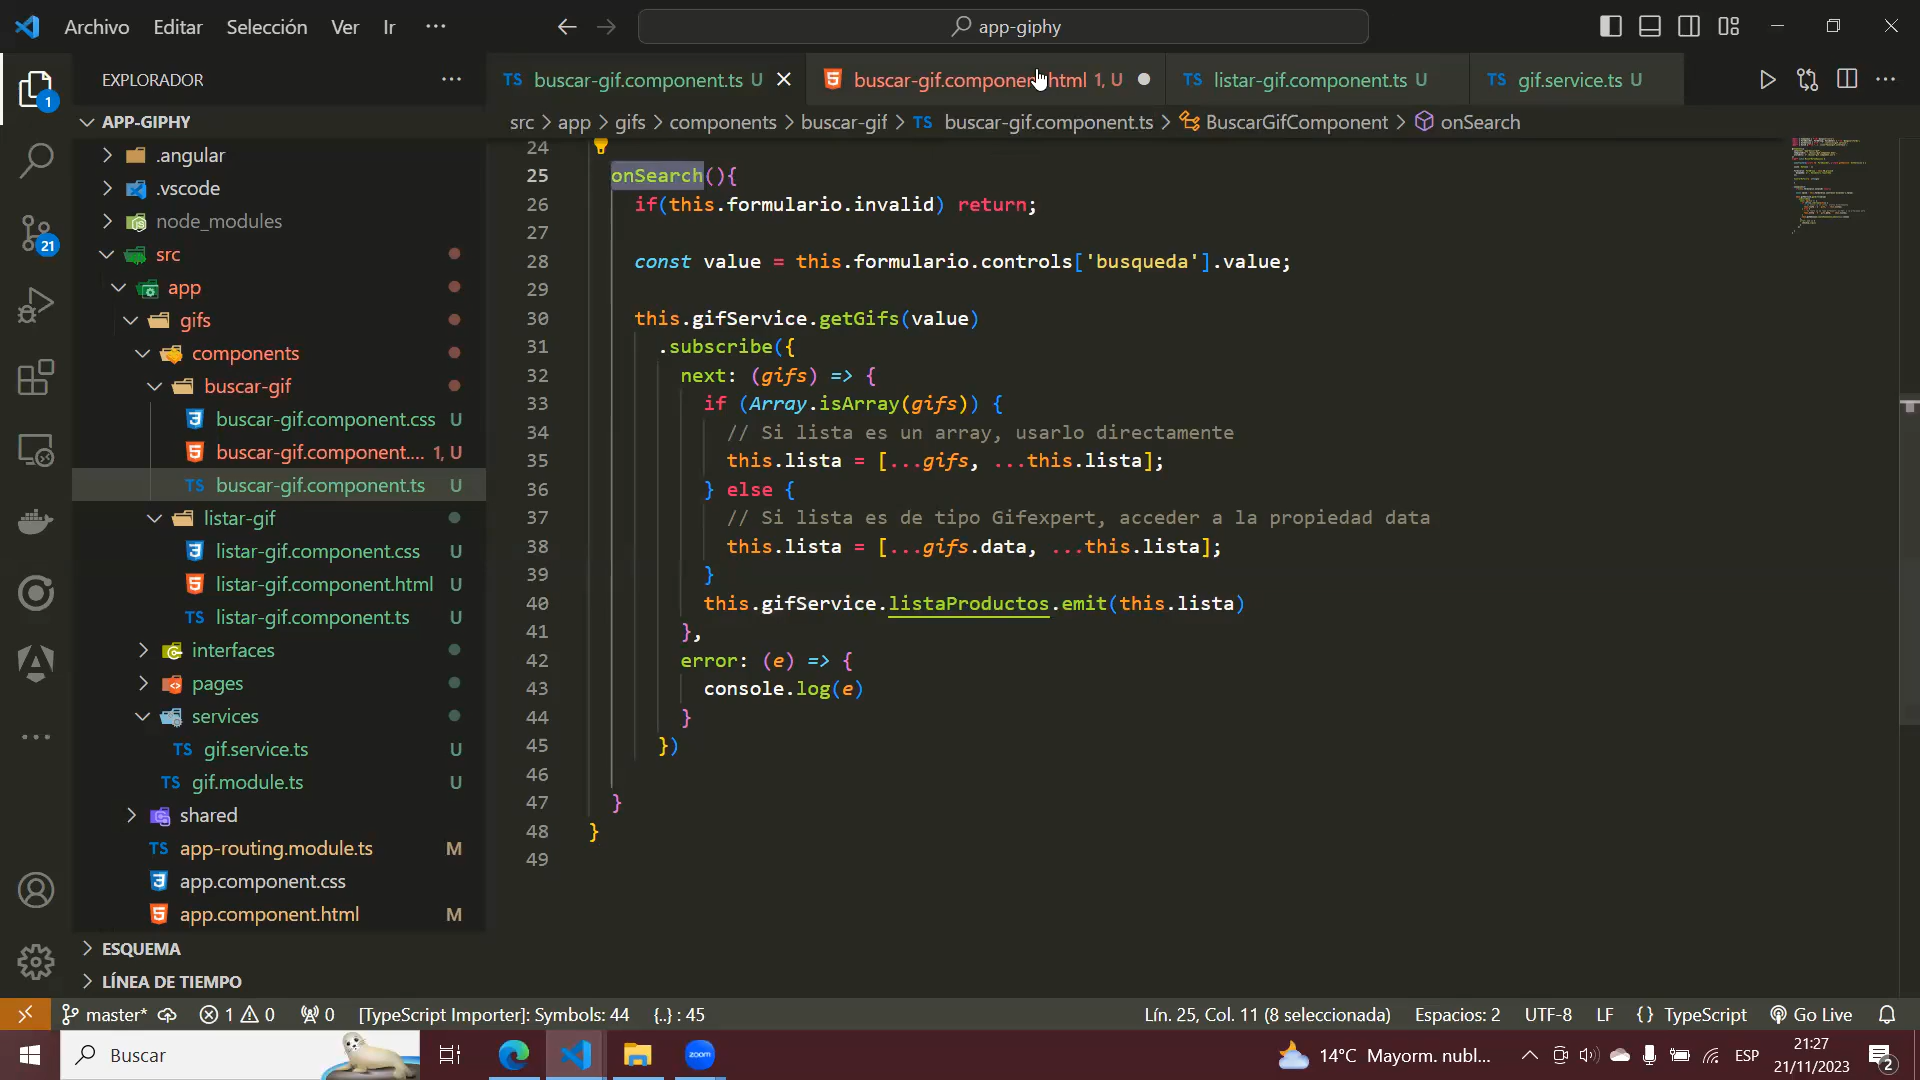 Archivo Editar Selección Ver Ir ···
app-giphy
EXPLORADOR
APP-GIPHY
.angular
.vscode
node_modules
src
app
gifs
components
buscar-gif
buscar-gif.component.css U
buscar-gif.component.... 1, U
TS buscar-gif.component.ts U
listar-gif
listar-gif.component.css U
listar-gif.component.html U
TS listar-gif.component.ts U
interfaces
pages
services
TS gif.service.ts U
TS gif.module.ts U
shared
TS app-routing.module.ts M
app.component.css
app.component.html M
ESQUEMA
LÍNEA DE TIEMPO
1
21
TS buscar-gif.component.ts U
buscar-gif.component.html 1, U
TS listar-gif.component.ts U
TS gif.service.ts U
src > app > gifs > components > buscar-gif > TS buscar-gif.component.ts > BuscarGifComponent > onSearch
24
25 onSearch(){
26 if(this.formulario.invalid) return;
27
28 const value = this.formulario.controls['busqueda'].value;
29
30 this.gifService.getGifs(value)
31 .subscribe({
32 next: (gifs) => {
33 if (Array.isArray(gifs)) {
34 // Si lista es un array, usarlo directamente
35 this.lista = [...gifs, ...this.lista];
36 } else {
37 // Si lista es de tipo Gifexpert, acceder a la propiedad data
38 this.lista = [...gifs.data, ...this.lista];
39 }
40 this.gifService.listaProductos.emit(this.lista)
41 },
42 error: (e) => {
43 console.log(e)
44 }
45 })
46
47 }
48 }
49
master* 1 0 0 [TypeScript Importer]: Symbols: 44 {..} : 45 Lín. 25, Col. 11 (8 seleccionada) Espacios: 2 UTF-8 LF {} TypeScript Go Live
Buscar
zoom
14°C Mayorm. nubl...
ESP
21:27
21/11/2023
2